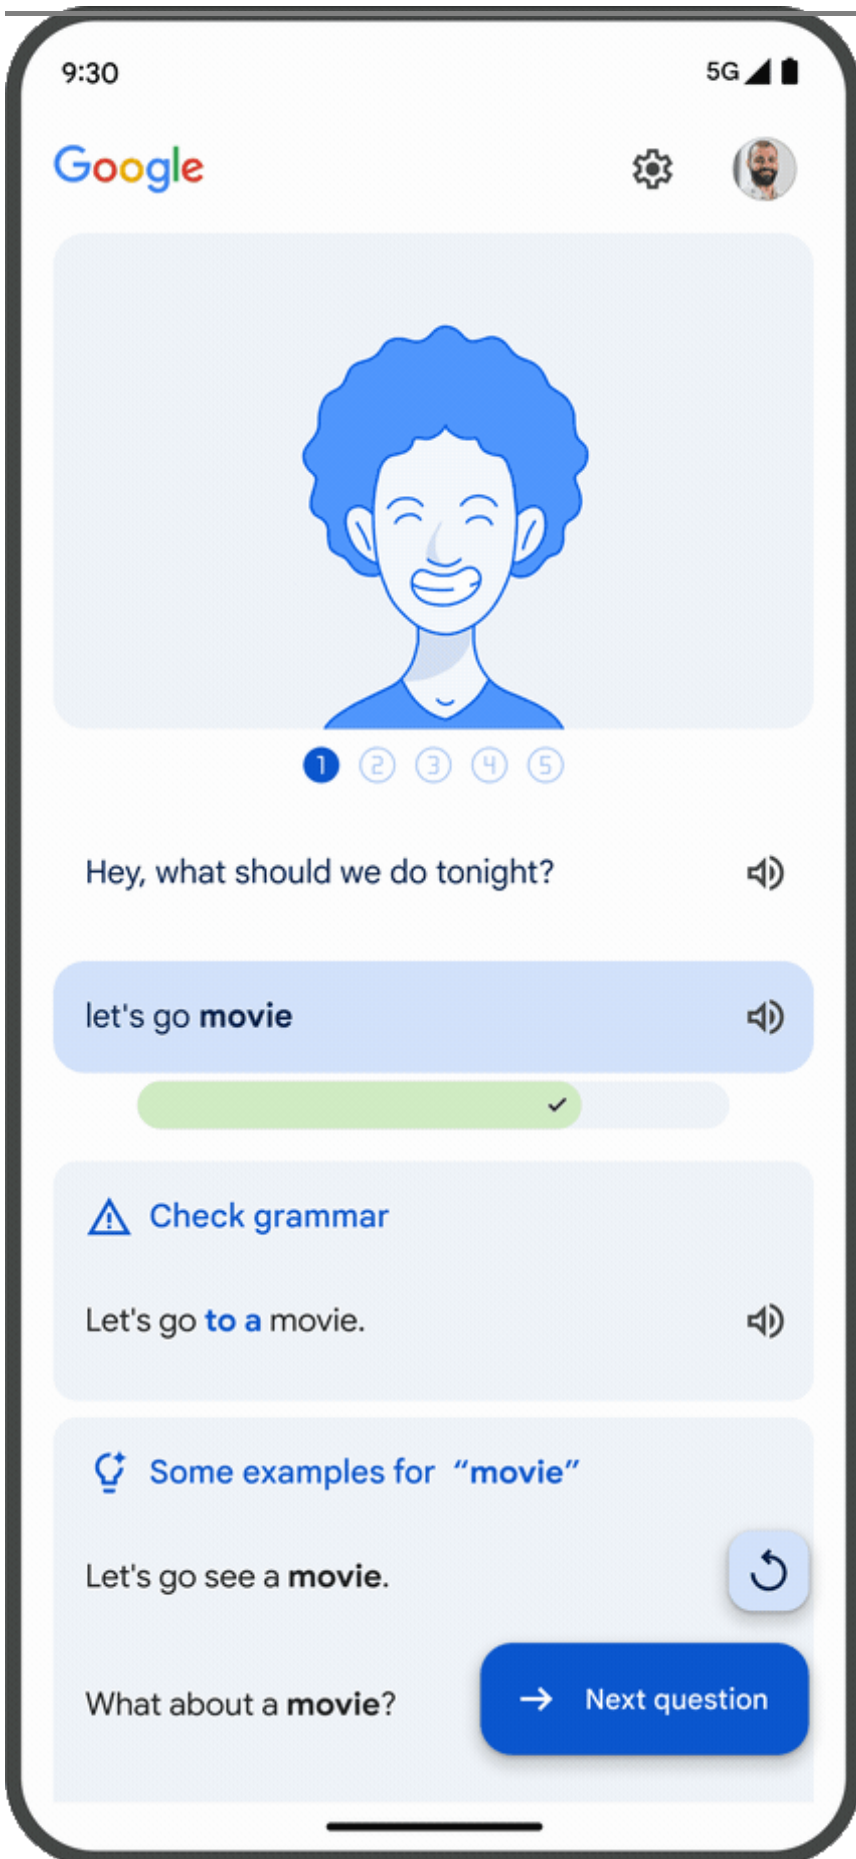 9:30
5G
Google
1 2 3 4 5
Hey, what should we do tonight?
let's go movie
Check grammar
Let's go to a movie.
Some examples for “movie”
Let's go see a movie.
What about a movie?
Next question